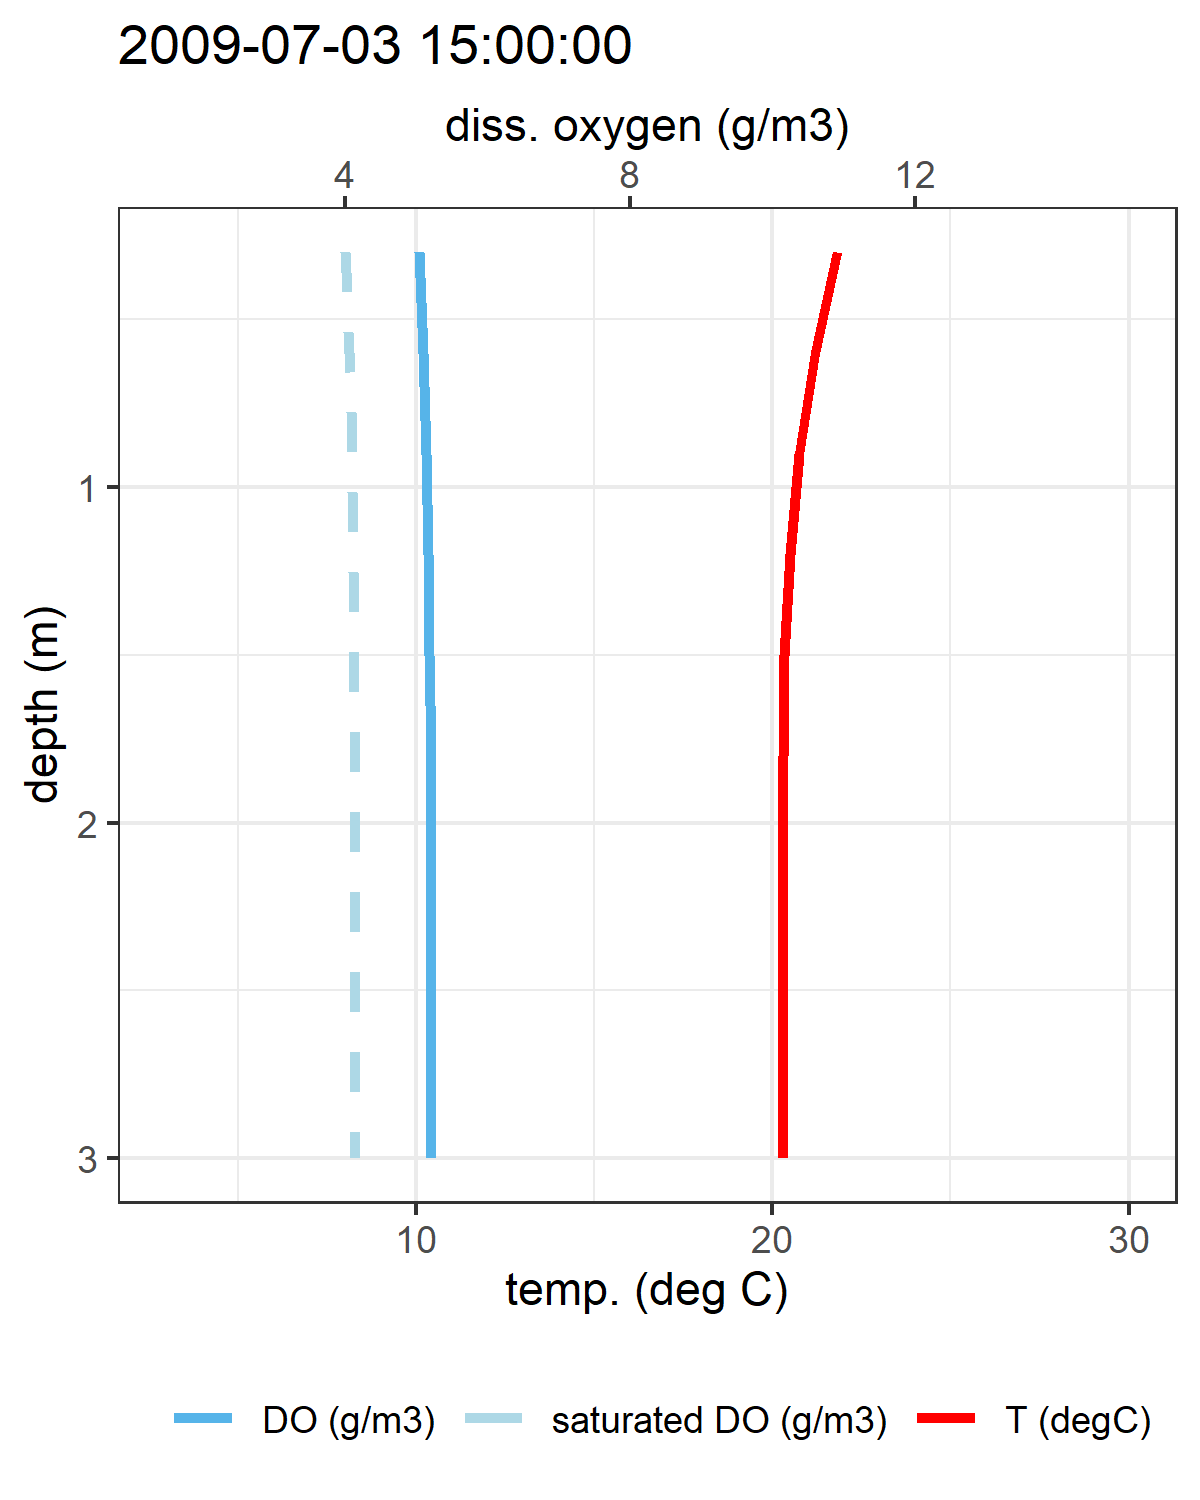 2009-07-03 15:00:00
diss. oxygen (g/m3)
4 8 12
depth (m)
1
2
3
10 20 30
temp. (deg C)
DO (g/m3) saturated DO (g/m3) T (degC)